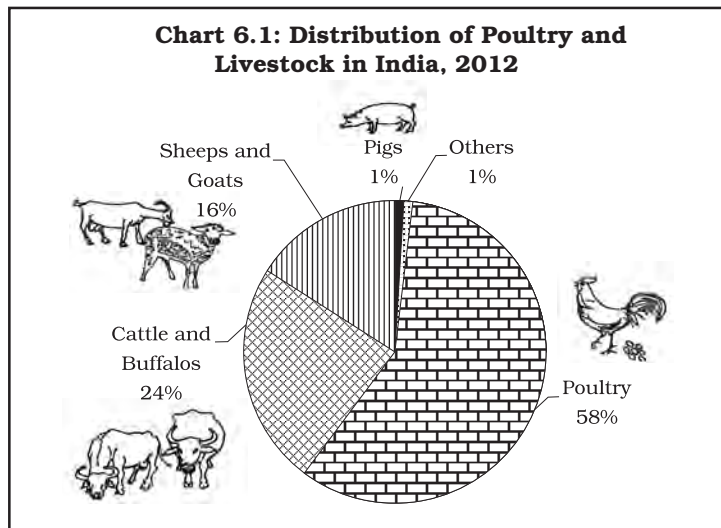 Chart 6.1: Distribution of Poultry and
Livestock in India, 2012
Pigs
1%
Others
1%
Sheeps and
Goats
16%
Cattle and
Buffalos
24%
Poultry
58%